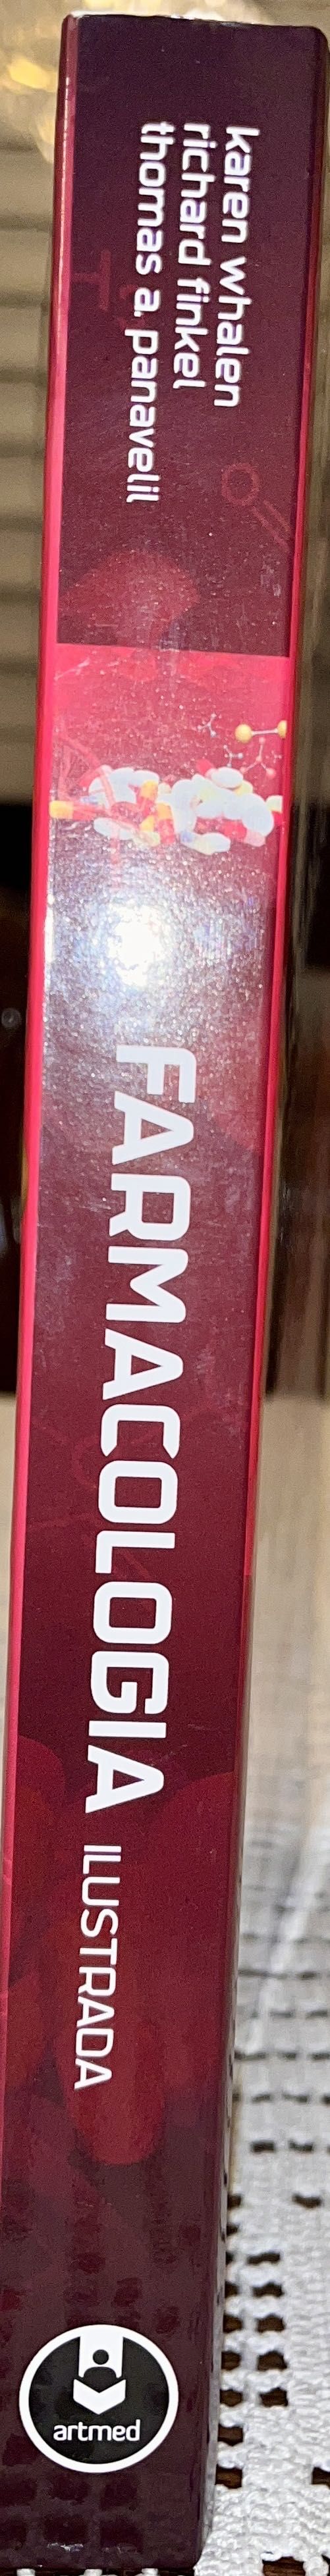 karen whalen
richard finkel
thomas a. panavelil
FARMACOLOGIA ILUSTRADA
artmed